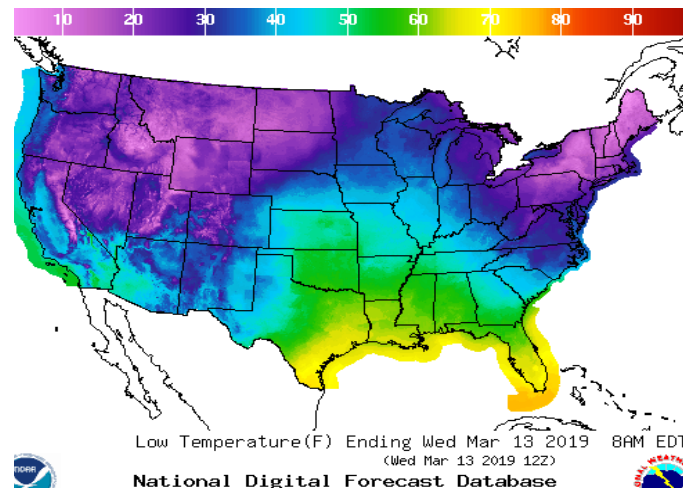 10 20 30 40 50 60 70 80 90
Low Temperature(F) Ending Wed Mar 13 2019 8AM EDT
(Wed Mar 13 2019 12Z)
National Digital Forecast Database
NOAA